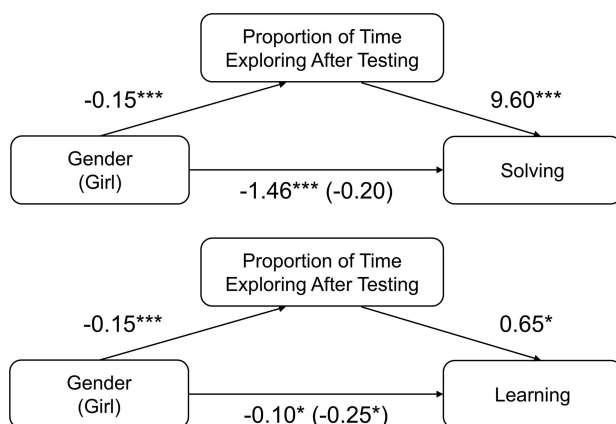 Proportion of Time
Exploring After Testing
-0.15***
9.60***
Gender
(Girl)
Solving
-1.46*** (-0.20)
Proportion of Time
Exploring After Testing
-0.15***
0.65*
Gender
(Girl)
Learning
-0.10* (-0.25*)